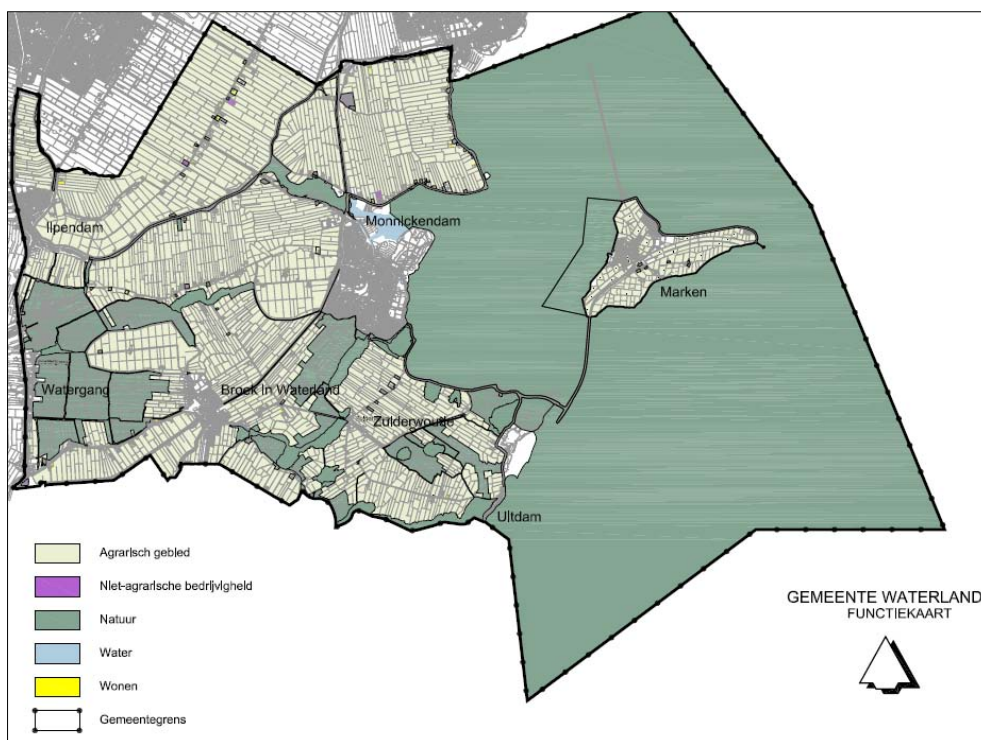 Ilpendam
Monnickendam
Marken
Watergang
Broek in Waterland
Zuiderwoude
Uitdam
Agrarisch gebied
Niet-agrarische bedrijvigheid
Natuur
Water
Wonen
Gemeentegrens
GEMEENTE WATERLAND
FUNCTIEKAART